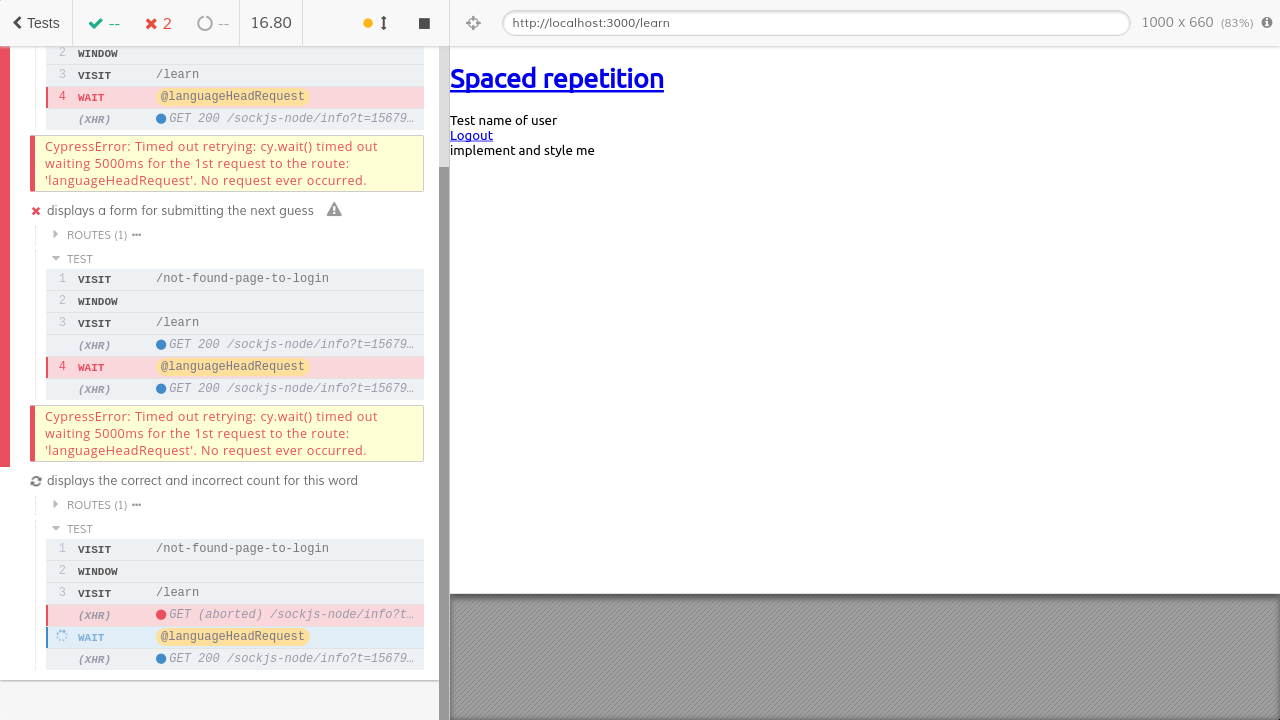 Tests
--
2
--
16.80
http://localhost:3000/learn
1000 x 660 (83%)
2 WINDOW
3 VISIT /learn
4 WAIT @languageHeadRequest
(XHR) GET 200 /sockjs-node/info?t=15679…
CypressError: Timed out retrying: cy.wait() timed out
waiting 5000ms for the 1st request to the route:
'languageHeadRequest'. No request ever occurred.
displays a form for submitting the next guess
ROUTES (1)
TEST
1 VISIT /not-found-page-to-login
2 WINDOW
3 VISIT /learn
(XHR) GET 200 /sockjs-node/info?t=15679…
4 WAIT @languageHeadRequest
(XHR) GET 200 /sockjs-node/info?t=15679…
CypressError: Timed out retrying: cy.wait() timed out
waiting 5000ms for the 1st request to the route:
'languageHeadRequest'. No request ever occurred.
displays the correct and incorrect count for this word
ROUTES (1)
TEST
1 VISIT /not-found-page-to-login
2 WINDOW
3 VISIT /learn
(XHR) GET (aborted) /sockjs-node/info?t…
WAIT @languageHeadRequest
(XHR) GET 200 /sockjs-node/info?t=15679…
Spaced repetition
Test name of user
Logout
implement and style me